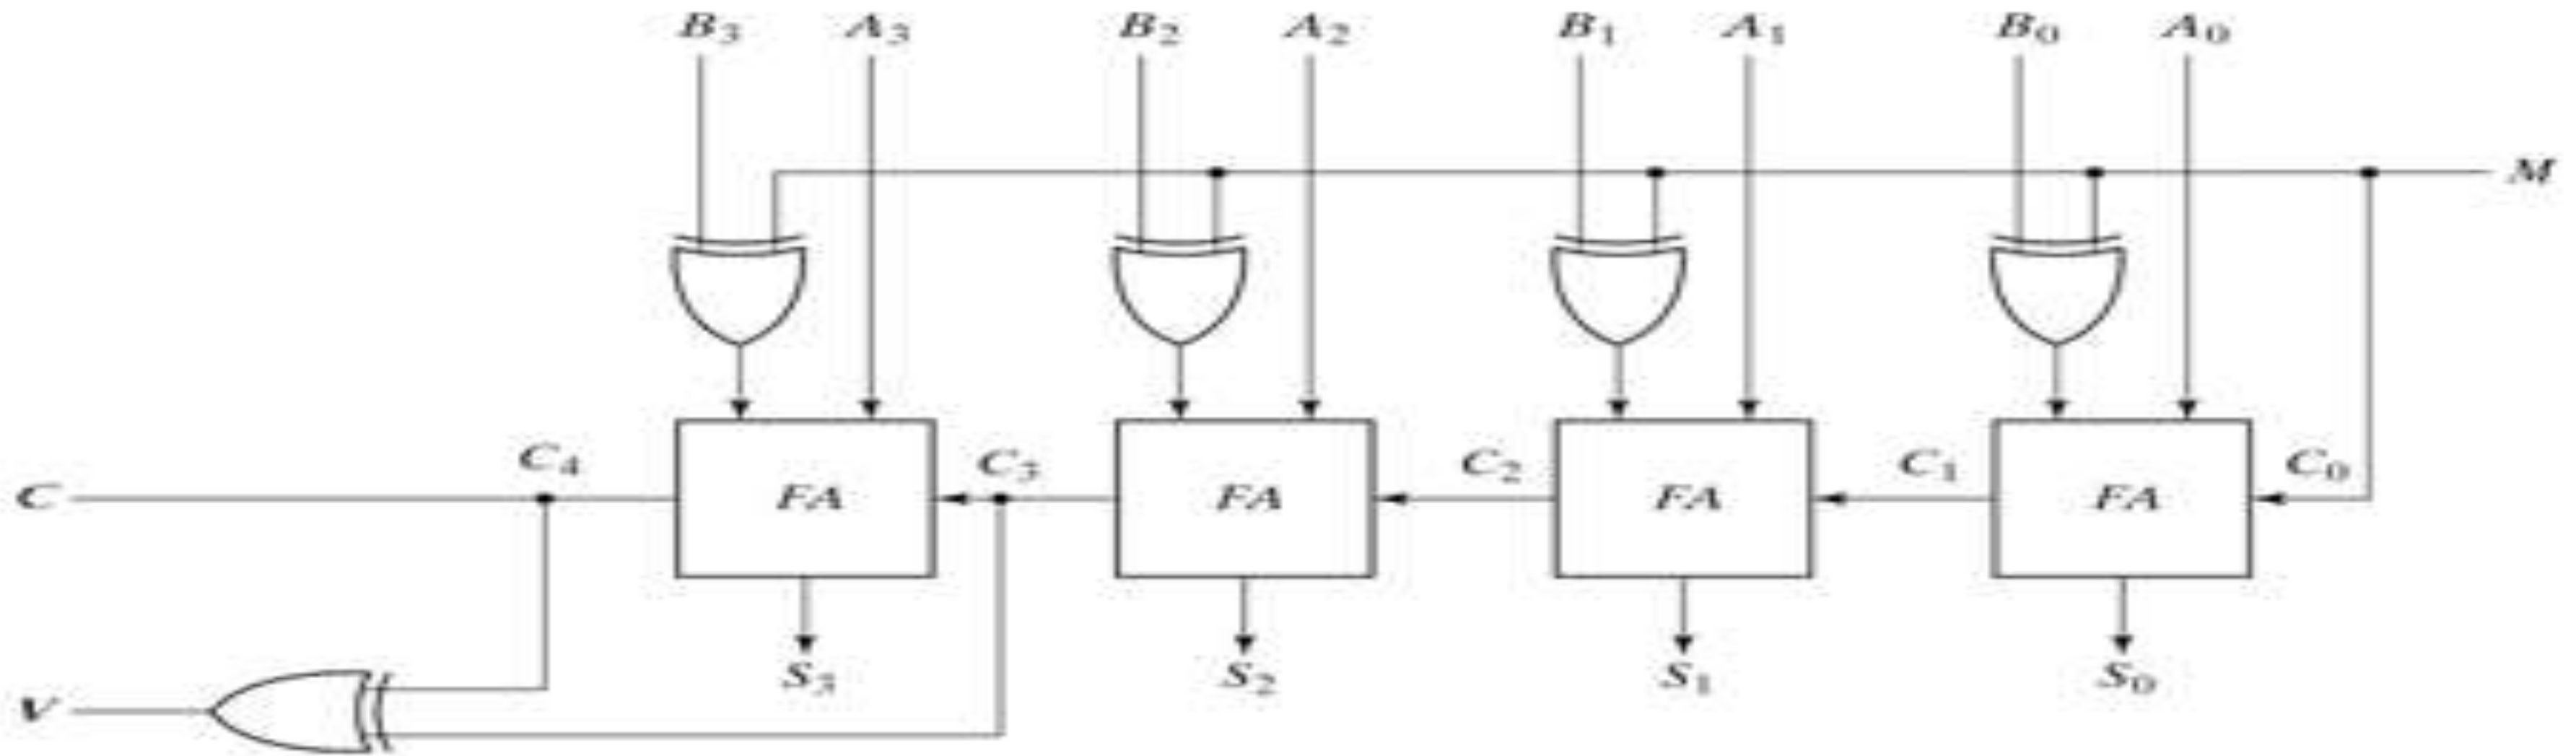 B3 A3 B2 A2 B1 A1 B0 A0
M
C4 C3 C2 C1 C0
C FA FA FA FA
S3 S2 S1 S0
V